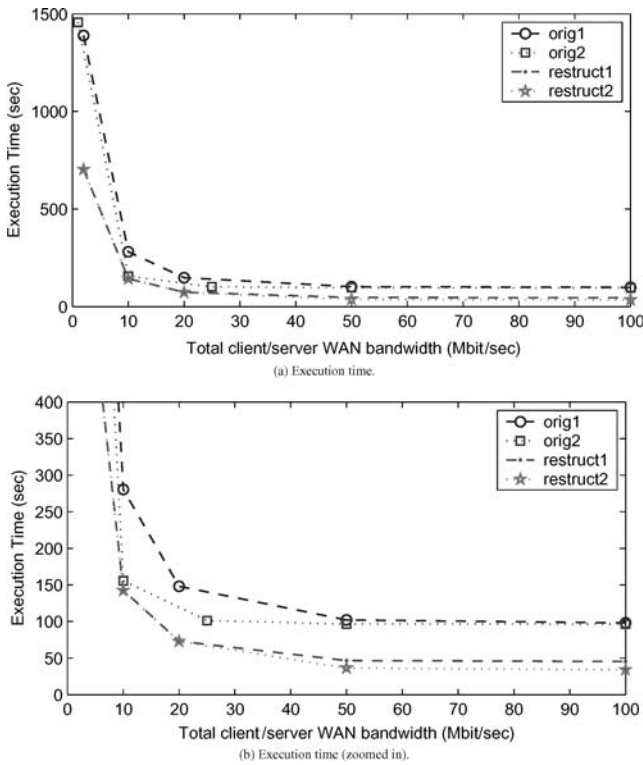 1500
1000
500
0
Execution Time (sec)
orig1
orig2
restruct1
restruct2
0 10 20 30 40 50 60 70 80 90 100
Total client/server WAN bandwidth (Mbit/sec)
(a) Execution time.
400
350
300
250
200
150
100
50
0
Execution Time (sec)
orig1
orig2
restruct1
restruct2
0 10 20 30 40 50 60 70 80 90 100
Total client/server WAN bandwidth (Mbit/sec)
(b) Execution time (zoomed in).